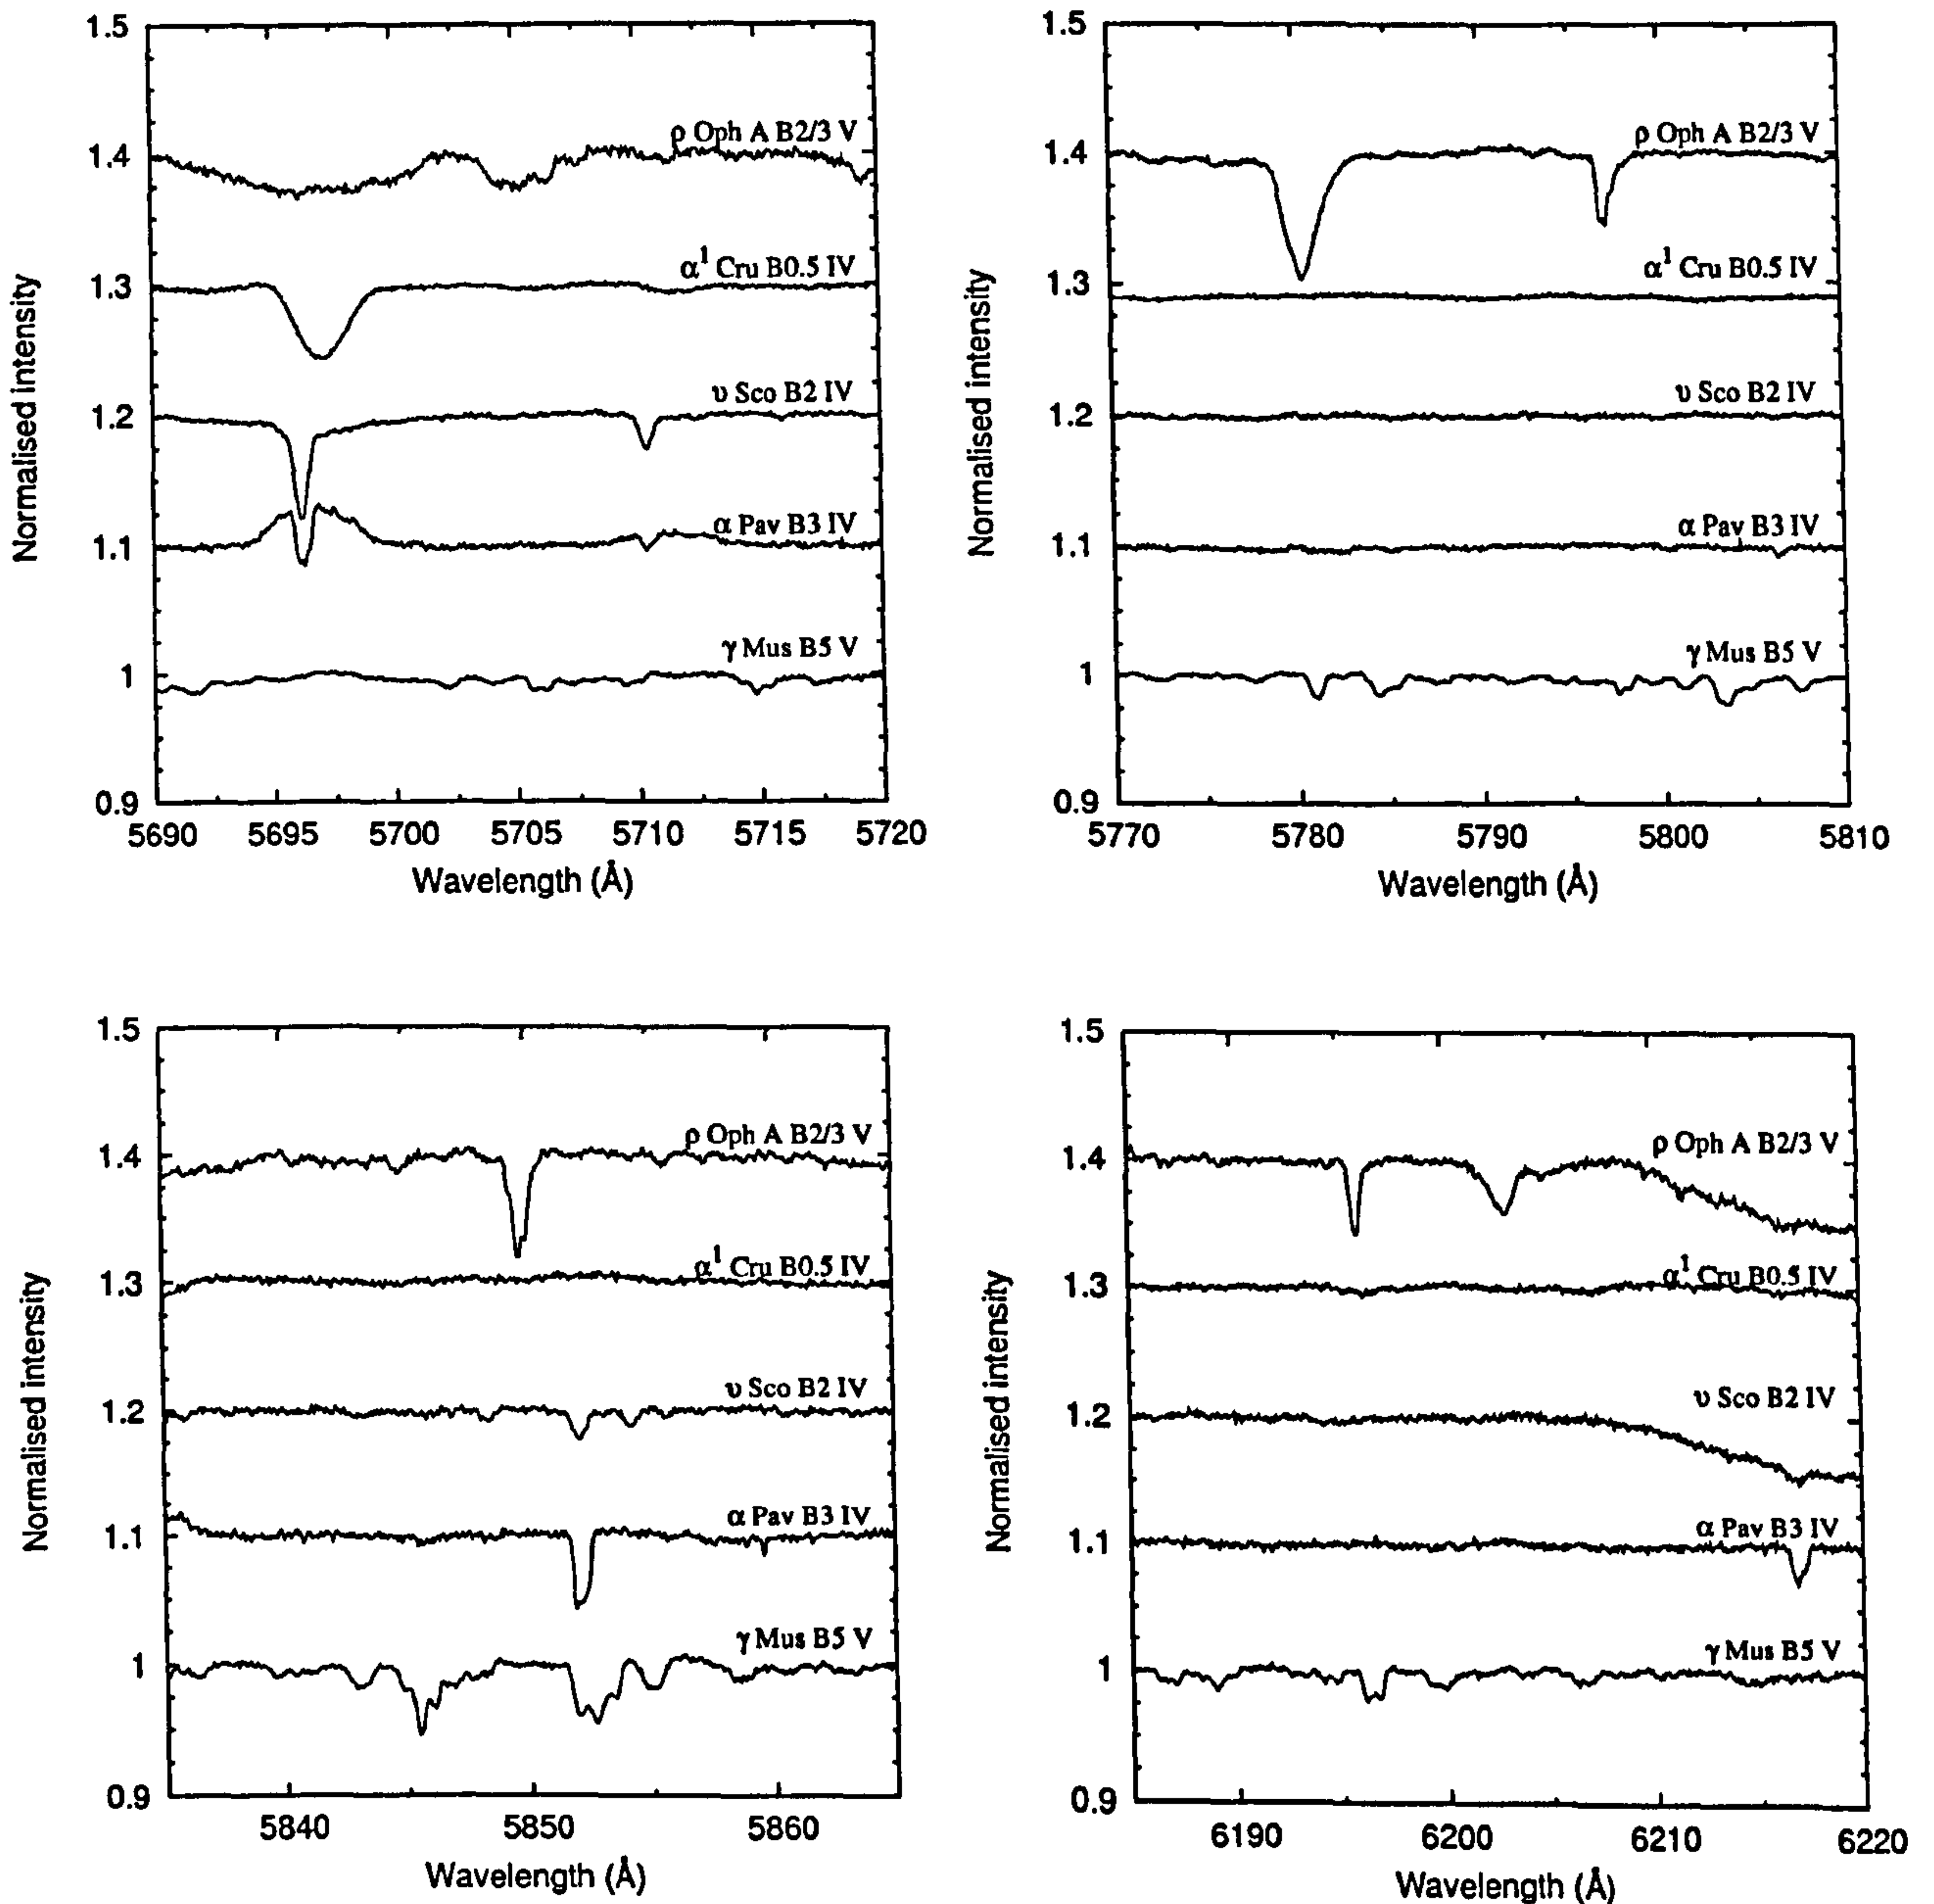 1.5
1.4
1.3
1.2
1.1
1
0.9
Normalised intensity
ρ Oph A B2/3 V
α¹ Cru B0.5 IV
υ Sco B2 IV
α Pav B3 IV
γ Mus B5 V
5690 5695 5700 5705 5710 5715 5720
Wavelength (Å)
1.5
1.4
1.3
1.2
1.1
1
0.9
Normalised intensity
ρ Oph A B2/3 V
α¹ Cru B0.5 IV
υ Sco B2 IV
α Pav B3 IV
γ Mus B5 V
5770 5780 5790 5800 5810
Wavelength (Å)
1.5
1.4
1.3
1.2
1.1
1
0.9
Normalised intensity
ρ Oph A B2/3 V
α¹ Cru B0.5 IV
υ Sco B2 IV
α Pav B3 IV
γ Mus B5 V
5840 5850 5860
Wavelength (Å)
1.5
1.4
1.3
1.2
1.1
1
0.9
Normalised intensity
ρ Oph A B2/3 V
α¹ Cru B0.5 IV
υ Sco B2 IV
α Pav B3 IV
γ Mus B5 V
6190 6200 6210 6220
Wavelength (Å)